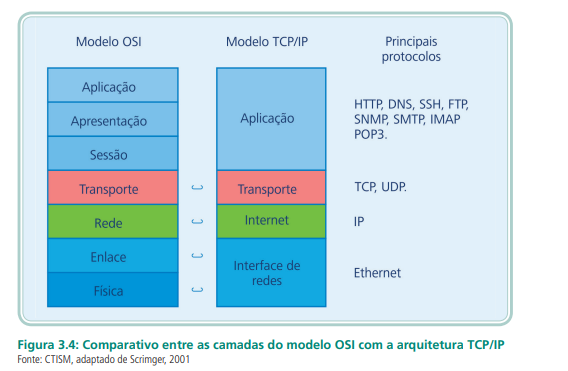 Modelo OSI
Modelo TCP/IP
Principais
protocolos
Aplicação
Apresentação
Sessão
Transporte
Rede
Enlace
Física
Aplicação
Transporte
Internet
Interface de
redes
HTTP, DNS, SSH, FTP,
SNMP, SMTP, IMAP
POP3.
TCP, UDP.
IP
Ethernet
Figura 3.4: Comparativo entre as camadas do modelo OSI com a arquitetura TCP/IP
Fonte: CTISM, adaptado de Scrimger, 2001